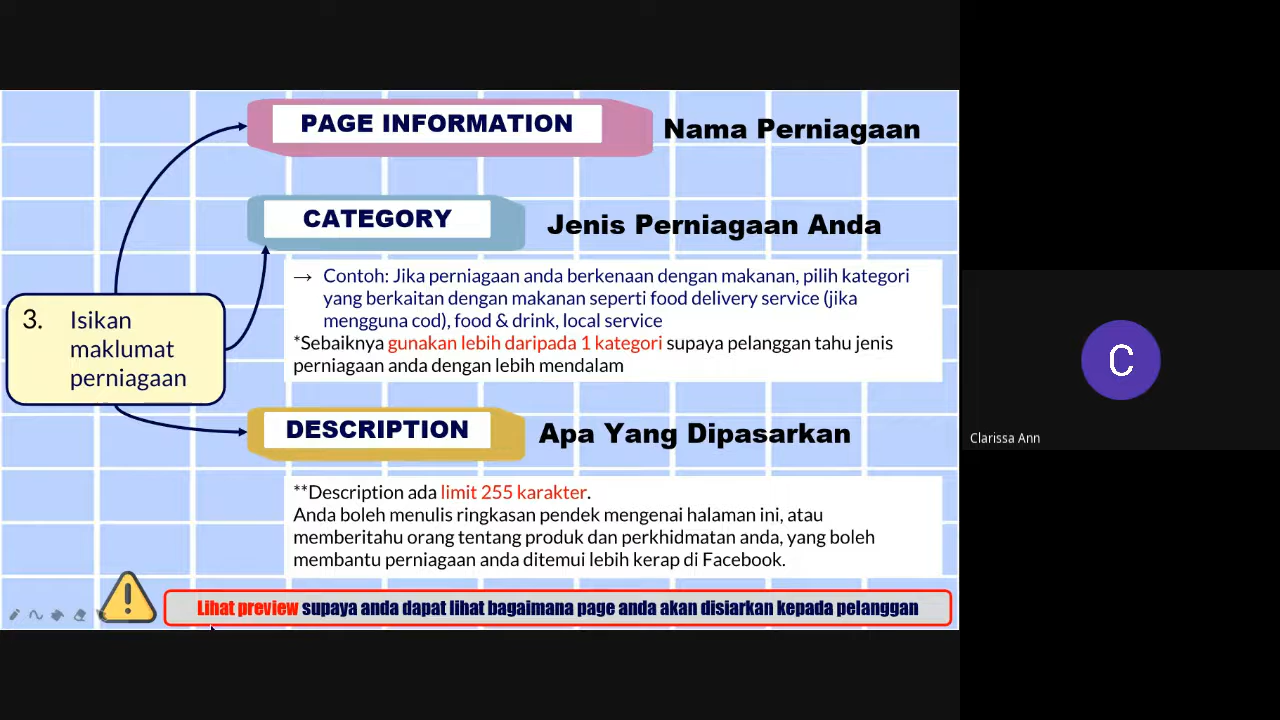 PAGE INFORMATION
Nama Perniagaan
CATEGORY
Jenis Perniagaan Anda
→ Contoh: Jika perniagaan anda berkenaan dengan makanan, pilih kategori
yang berkaitan dengan makanan seperti food delivery service (jika
mengguna cod), food & drink, local service
*Sebaiknya gunakan lebih daripada 1 kategori supaya pelanggan tahu jenis
perniagaan anda dengan lebih mendalam
3. Isikan
maklumat
perniagaan
DESCRIPTION
Apa Yang Dipasarkan
**Description ada limit 255 karakter.
Anda boleh menulis ringkasan pendek mengenai halaman ini, atau
memberitahu orang tentang produk dan perkhidmatan anda, yang boleh
membantu perniagaan anda ditemui lebih kerap di Facebook.
Lihat preview supaya anda dapat lihat bagaimana page anda akan disiarkan kepada pelanggan
C
Clarissa Ann